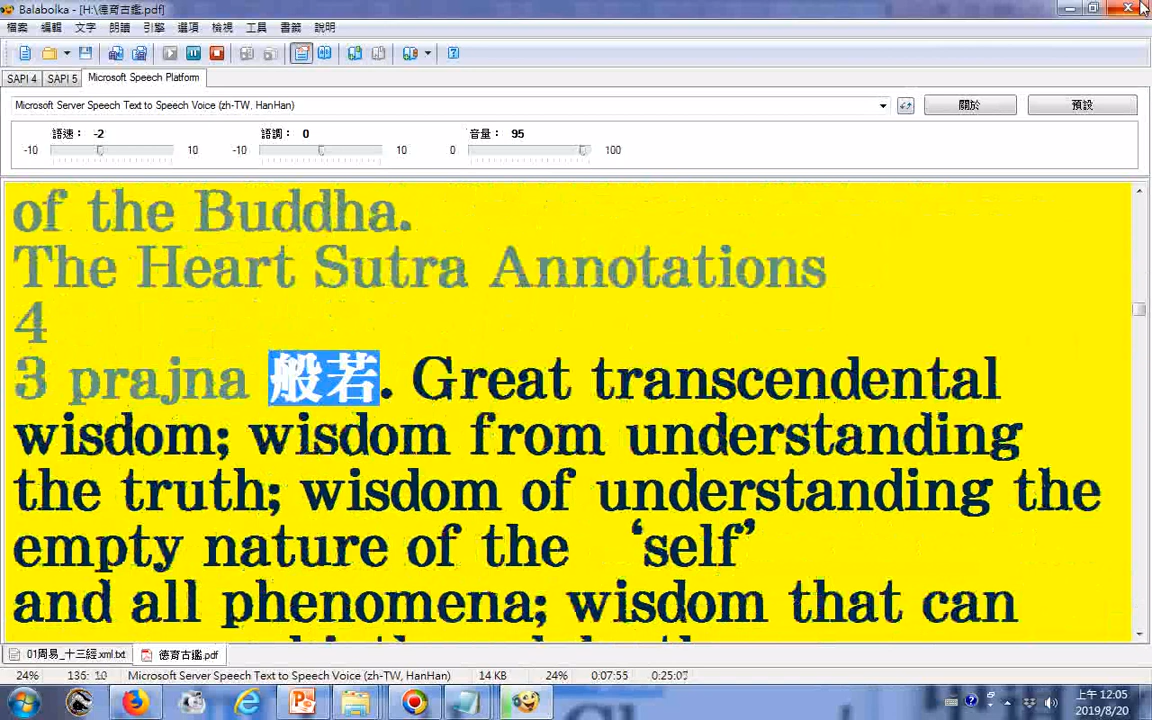 Balabolka - [H:\德育古鑑.pdf]
檔案 編輯 文字 朗讀 引擎 選項 檢視 工具 書籤 說明
SAPI 4 SAPI 5 Microsoft Speech Platform
Microsoft Server Speech Text to Speech Voice (zh-TW, HanHan) 關於 預設
語速： -2 語調： 0 音量： 95
-10 10 -10 10 0 100
of the Buddha.
The Heart Sutra Annotations
4
3 prajna 般若. Great transcendental
wisdom; wisdom from understanding
the truth; wisdom of understanding the
empty nature of the ‘self’
and all phenomena; wisdom that can
01周易_十三經.xml.txt 德育古鑑.pdf
24% 135: 10 Microsoft Server Speech Text to Speech Voice (zh-TW, HanHan) 14 KB 24% 0:07:55 0:25:07
上午 12:05
2019/8/20